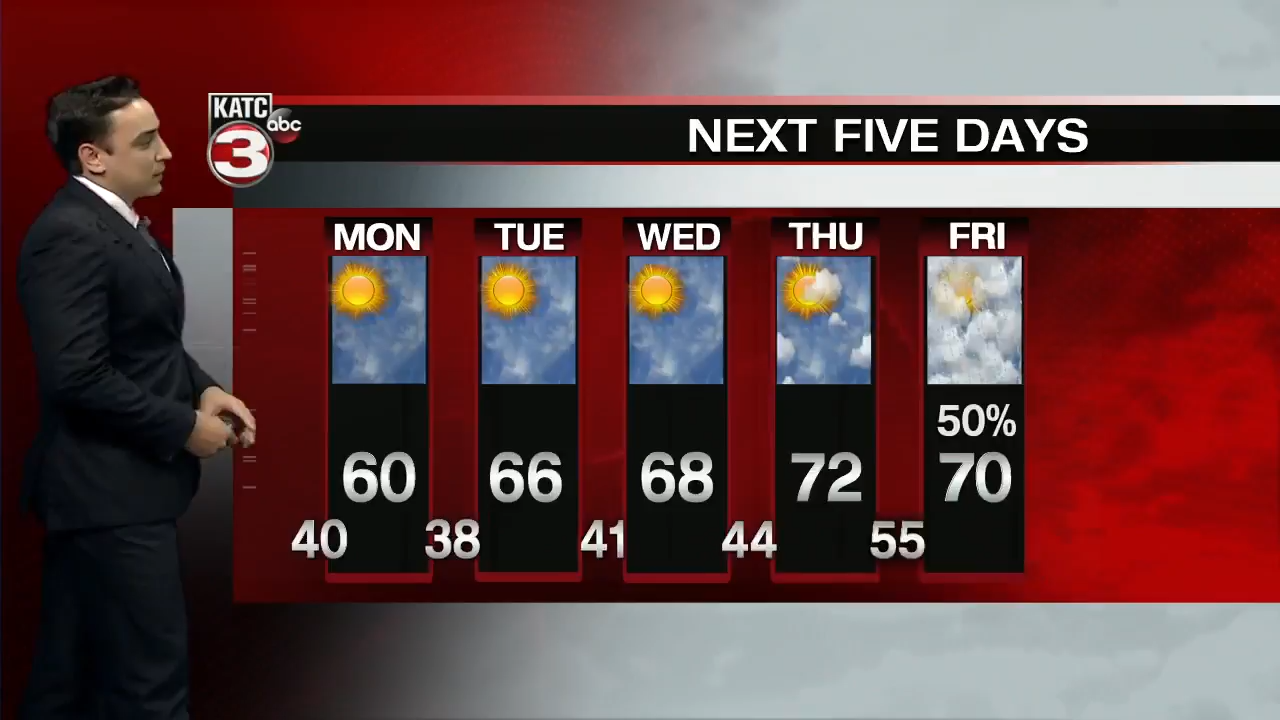 KATC
abc
3
NEXT FIVE DAYS
MON TUE WED THU FRI
50%
60 66 68 72 70
40 38 41 44 55